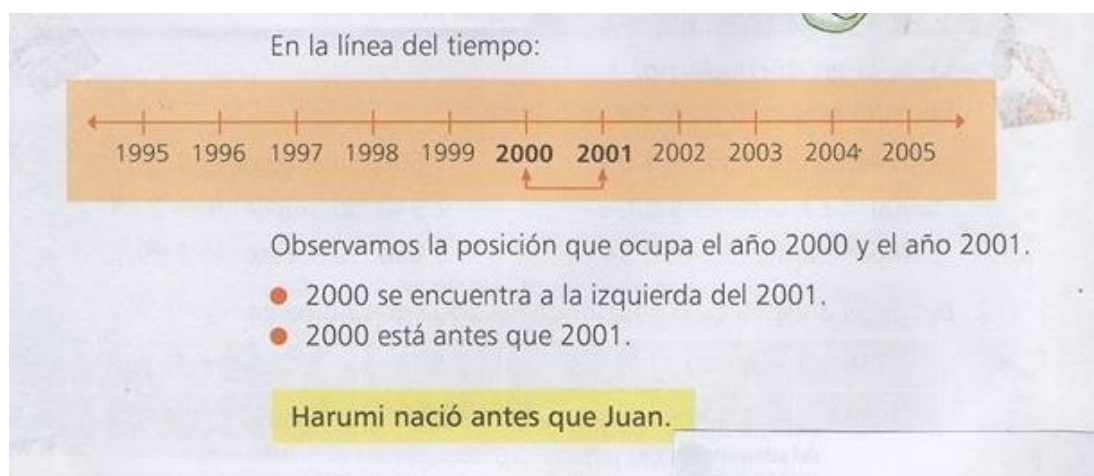 En la línea del tiempo:
1995 1996 1997 1998 1999 2000 2001 2002 2003 2004 2005
Observamos la posición que ocupa el año 2000 y el año 2001.
2000 se encuentra a la izquierda del 2001.
2000 está antes que 2001.
Harumi nació antes que Juan.